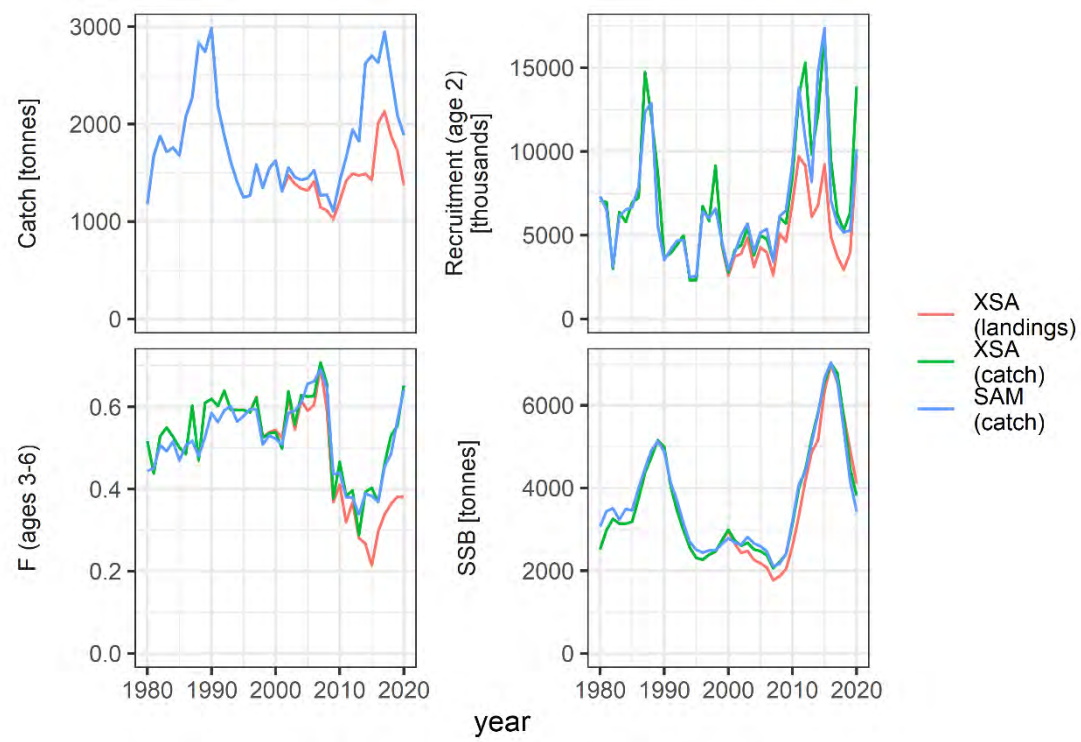 Catch [tonnes]
3000
2000
1000
0
Recruitment (age 2)
[thousands]
15000
10000
5000
0
F (ages 3-6)
0.6
0.4
0.2
0.0
1980 1990 2000 2010 2020
SSB [tonnes]
6000
4000
2000
0
1980 1990 2000 2010 2020
year
XSA
(landings)
XSA
(catch)
SAM
(catch)